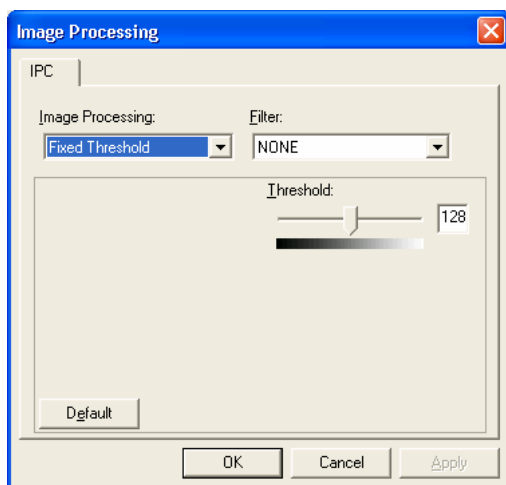 Image Processing
IPC
Image Processing: Filter:
Fixed Threshold NONE
Threshold:
128
Default
OK Cancel Apply